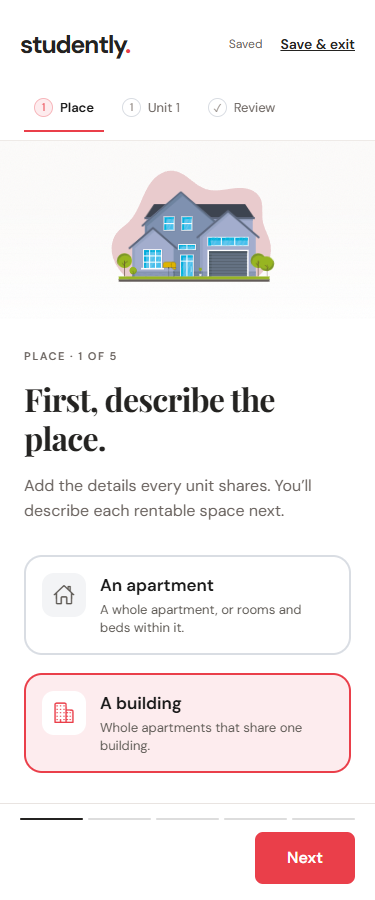 studently.
Saved Save & exit
1 Place 1 Unit 1 ✓ Review
PLACE · 1 OF 5
First, describe the
place.
Add the details every unit shares. You’ll
describe each rentable space next.
An apartment
A whole apartment, or rooms and
beds within it.
A building
Whole apartments that share one
building.
Next